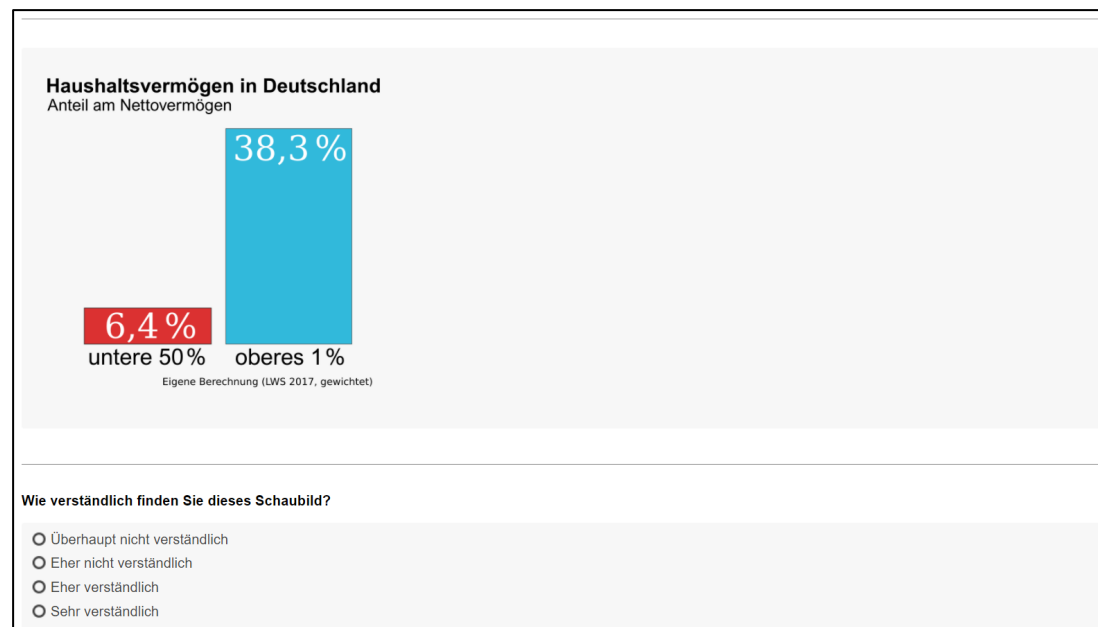 Haushaltsvermögen in Deutschland
Anteil am Nettovermögen
38,3 %
6,4 %
untere 50 %
oberes 1 %
Eigene Berechnung (LWS 2017, gewichtet)
Wie verständlich finden Sie dieses Schaubild?
Überhaupt nicht verständlich
Eher nicht verständlich
Eher verständlich
Sehr verständlich